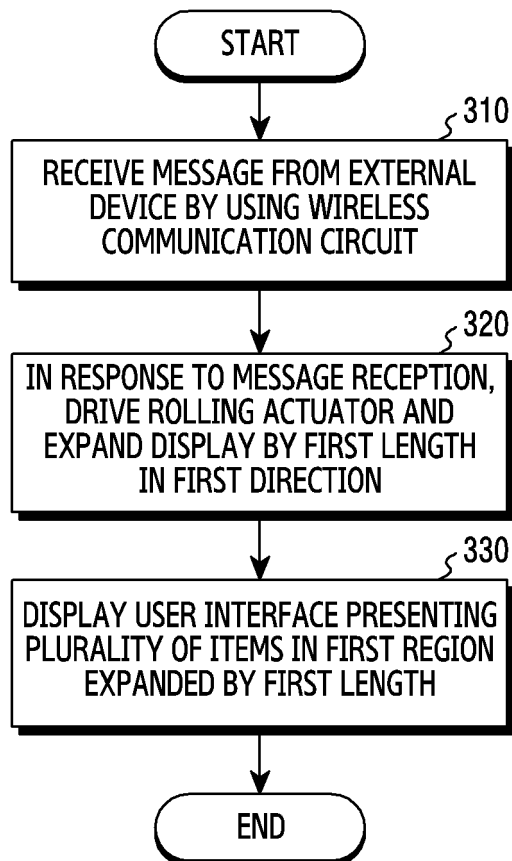 START
310
RECEIVE MESSAGE FROM EXTERNAL
DEVICE BY USING WIRELESS
COMMUNICATION CIRCUIT
320
IN RESPONSE TO MESSAGE RECEPTION,
DRIVE ROLLING ACTUATOR AND
EXPAND DISPLAY BY FIRST LENGTH
IN FIRST DIRECTION
330
DISPLAY USER INTERFACE PRESENTING
PLURALITY OF ITEMS IN FIRST REGION
EXPANDED BY FIRST LENGTH
END